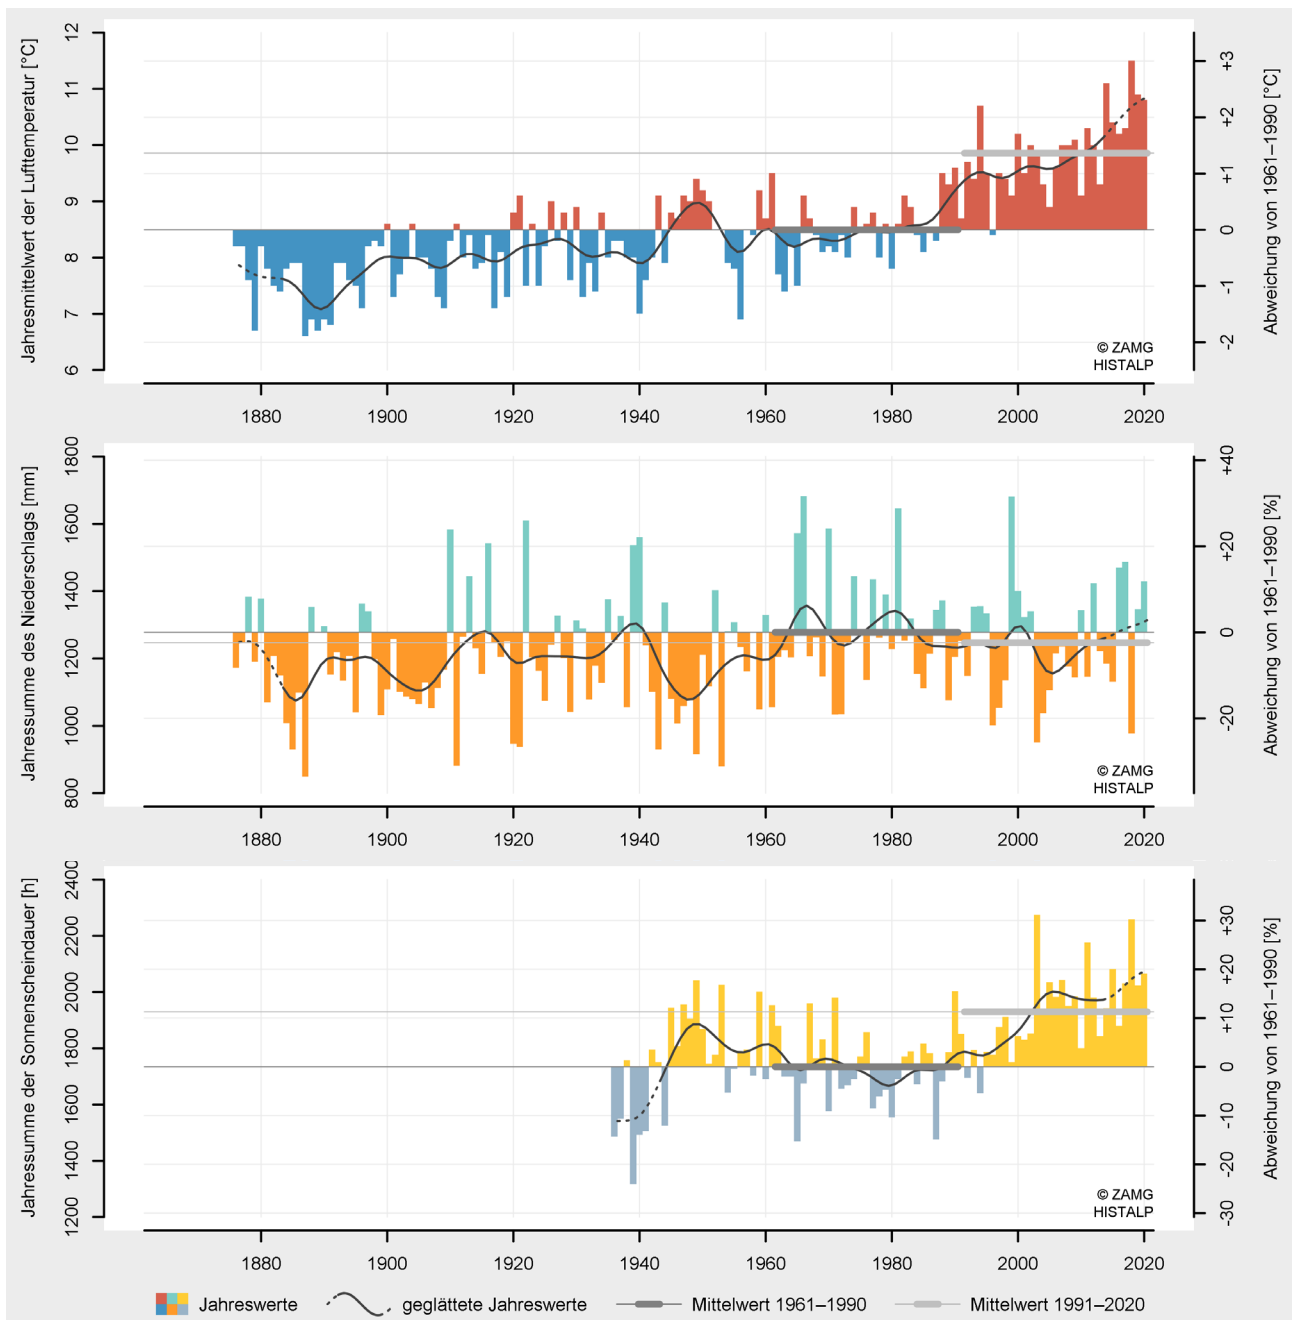 Jahresmittelwert der Lufttemperatur [°C]
12
11
10
9
8
7
6
+3
+2
+1
0
-1
-2
Abweichung von 1961–1990 [°C]
© ZAMG
HISTALP
1880 1900 1920 1940 1960 1980 2000 2020
Jahressumme des Niederschlags [mm]
1800
1600
1400
1200
1000
800
+40
+20
0
-20
Abweichung von 1961–1990 [%]
© ZAMG
HISTALP
1880 1900 1920 1940 1960 1980 2000 2020
Jahressumme der Sonnenscheindauer [h]
2400
2200
2000
1800
1600
1400
1200
+30
+20
+10
0
-10
-20
-30
Abweichung von 1961–1990 [%]
© ZAMG
HISTALP
1880 1900 1920 1940 1960 1980 2000 2020
Jahreswerte geglättete Jahreswerte Mittelwert 1961–1990 Mittelwert 1991–2020